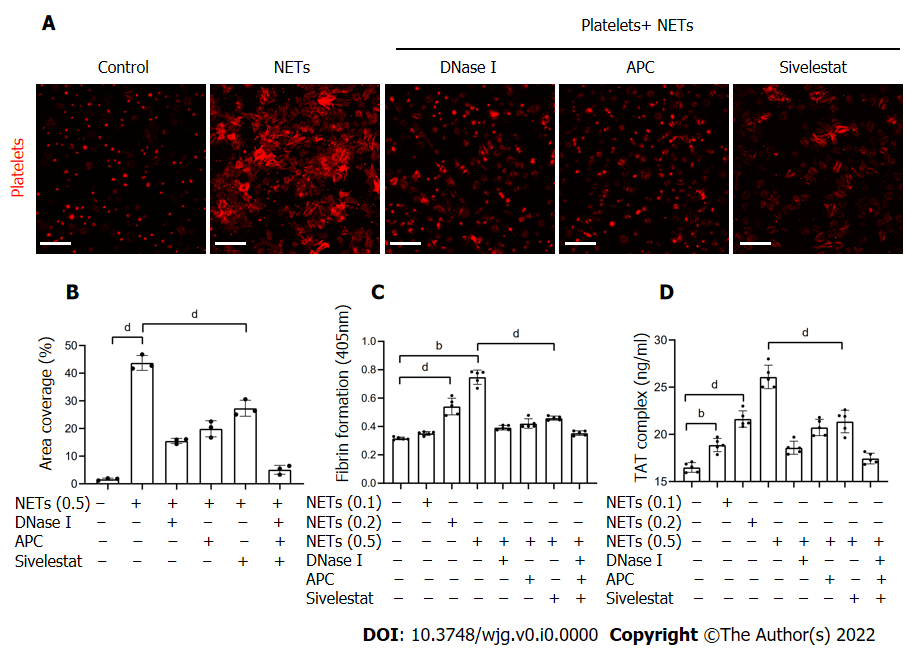 A
Platelets+ NETs
Control NETs DNase I APC Sivelestat
Platelets
B
d
d
Area coverage (%)
50
40
30
20
10
0
NETs (0.5) – + + + + +
DNase I – – + – – +
APC – – – + – +
Sivelestat – – – – + +
C
b
d
d
Fibrin formation (405nm)
1.0
0.8
0.6
0.4
0.2
0.0
NETs (0.1) – + – – – – – –
NETs (0.2) – – + – – – – –
NETs (0.5) – – – + + + + +
DNase I – – – – + – – +
APC – – – – – + – +
Sivelestat – – – – – – + +
D
d
d
b
TAT complex (ng/ml)
30
25
20
15
NETs (0.1) – + – – – – – –
NETs (0.2) – – + – – – – –
NETs (0.5) – – – + + + + +
DNase I – – – – + – – +
APC – – – – – + – +
Sivelestat – – – – – – + +
DOI: 10.3748/wjg.v0.i0.0000 Copyright ©The Author(s) 2022